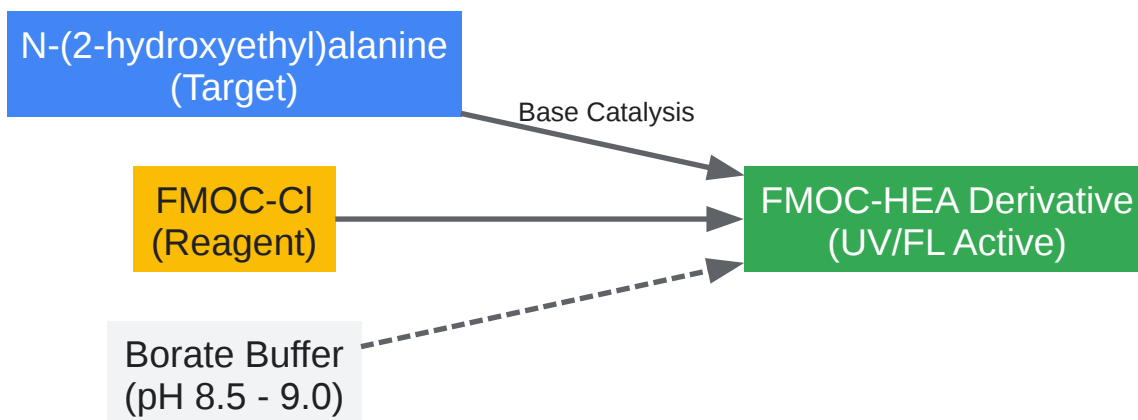 N-(2-hydroxyethyl)alanine
(Target)
Base Catalysis
FMOC-Cl
(Reagent)
FMOC-HEA Derivative
(UV/FL Active)
Borate Buffer
(pH 8.5 - 9.0)